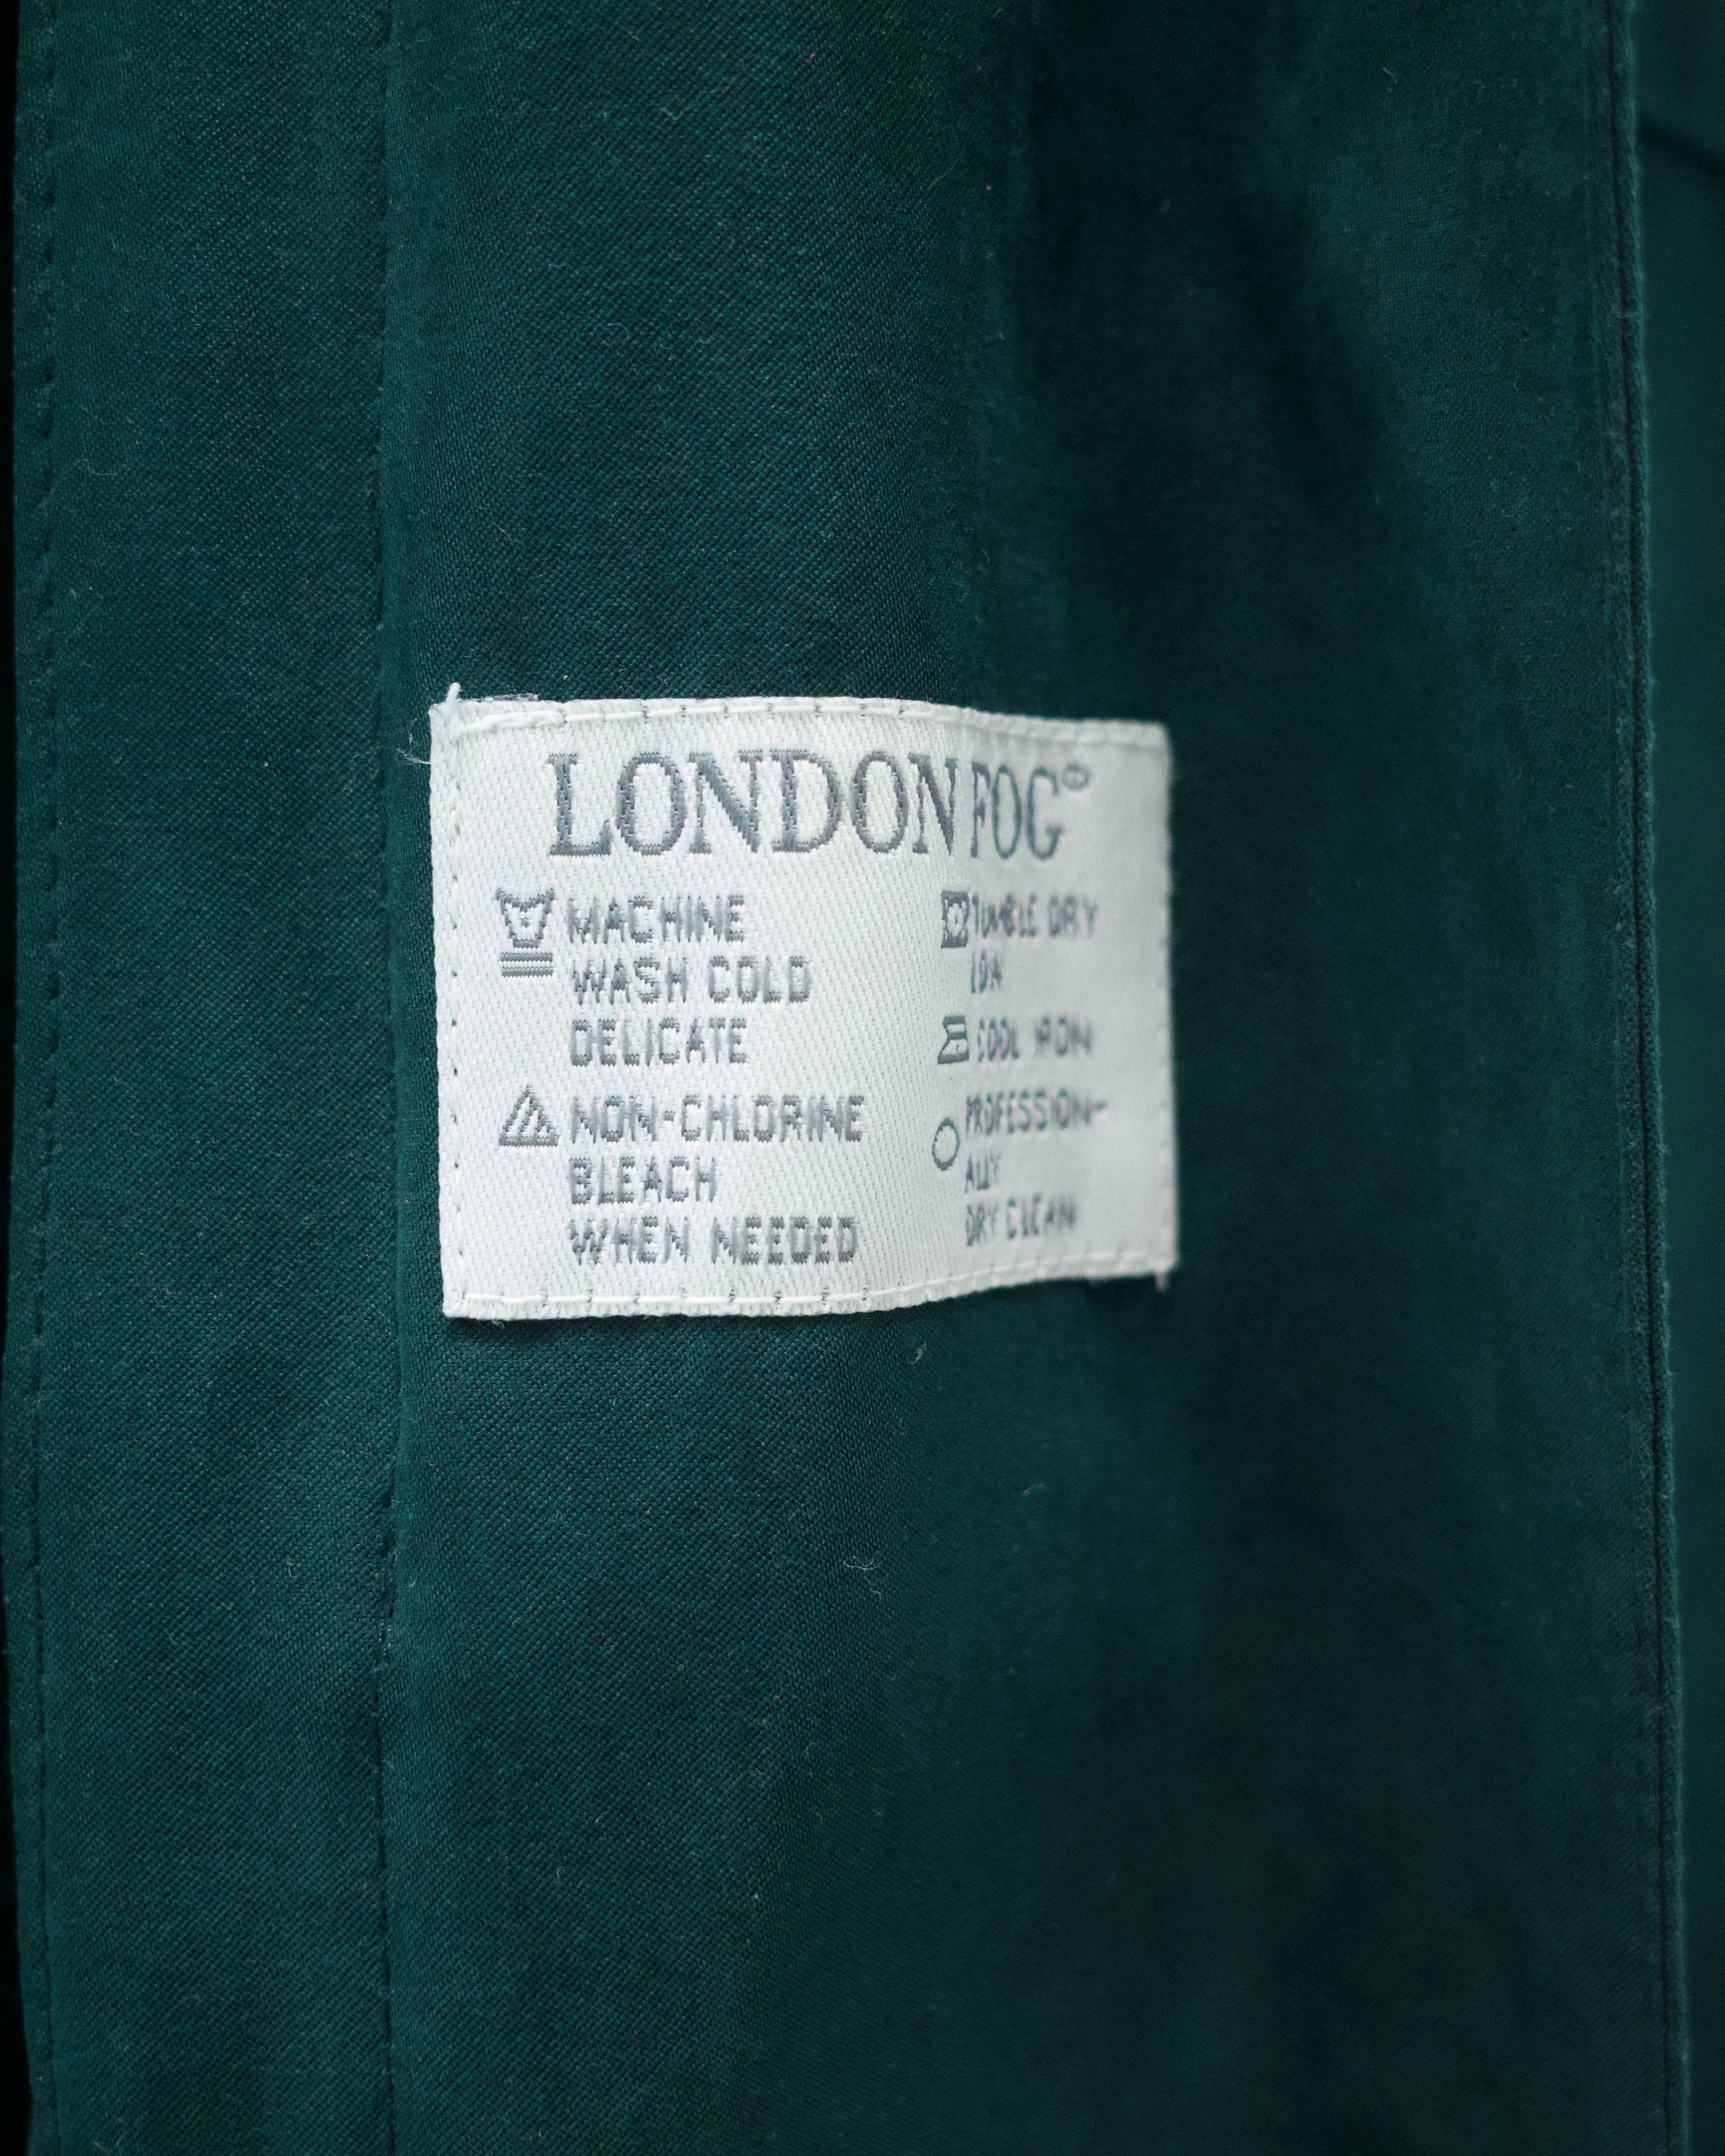 LONDON FOG®
MACHINE
WASH COLD
DELICATE
NON-CHLORINE
BLEACH
WHEN NEEDED
TUMBLE DRY
LOW
COOL IRON
PROFESSION-
ALLY
DRY CLEAN